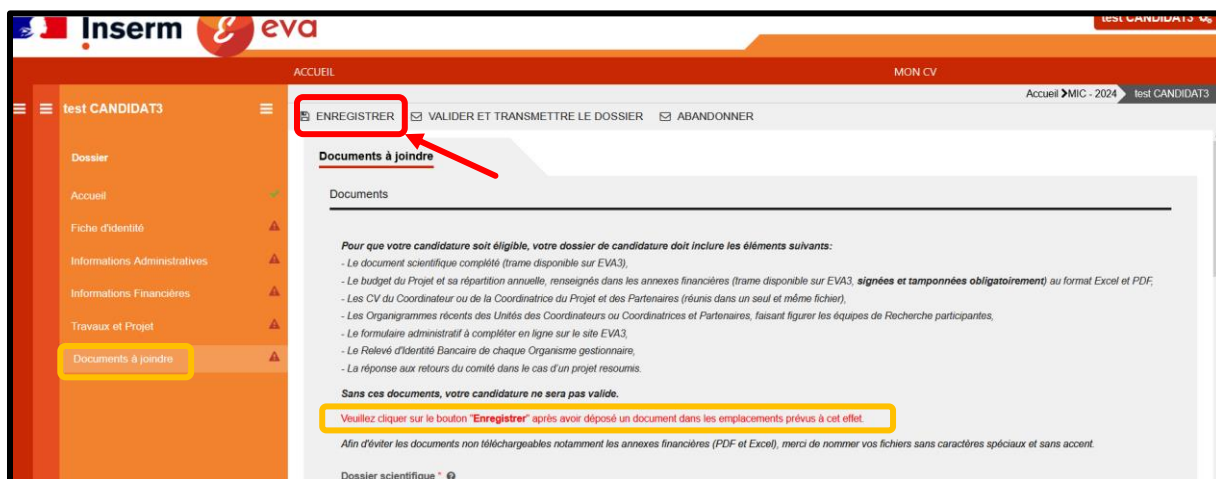 Inserm eva
test CANDIDAT3
ACCUEIL MON CV
Accueil MIC - 2024 test CANDIDAT3
test CANDIDAT3
ENREGISTRER VALIDER ET TRANSMETTRE LE DOSSIER ABANDONNER
Dossier
Accueil
Fiche d'identité
Informations Administratives
Informations Financières
Travaux et Projet
Documents à joindre
Documents à joindre
Documents
Pour que votre candidature soit éligible, votre dossier de candidature doit inclure les éléments suivants:
- Le document scientifique complété (trame disponible sur EVA3),
- Le budget du Projet et sa répartition annuelle, renseignés dans les annexes financières (trame disponible sur EVA3, signées et tamponnées obligatoirement) au format Excel et PDF,
- Les CV du Coordinateur ou de la Coordinatrice du Projet et des Partenaires (réunis dans un seul et même fichier),
- Les Organigrammes récents des Unités des Coordinateurs ou Coordinatrices et Partenaires, faisant figurer les équipes de Recherche participantes,
- Le formulaire administratif à compléter en ligne sur le site EVA3,
- Le Relevé d'Identité Bancaire de chaque Organisme gestionnaire,
- La réponse aux retours du comité dans le cas d'un projet resoumis.
Sans ces documents, votre candidature ne sera pas valide.
Veuillez cliquer sur le bouton "Enregistrer" après avoir déposé un document dans les emplacements prévus à cet effet.
Afin d'éviter les documents non téléchargeables notamment les annexes financières (PDF et Excel), merci de nommer vos fichiers sans caractères spéciaux et sans accent.
Dossier scientifique *